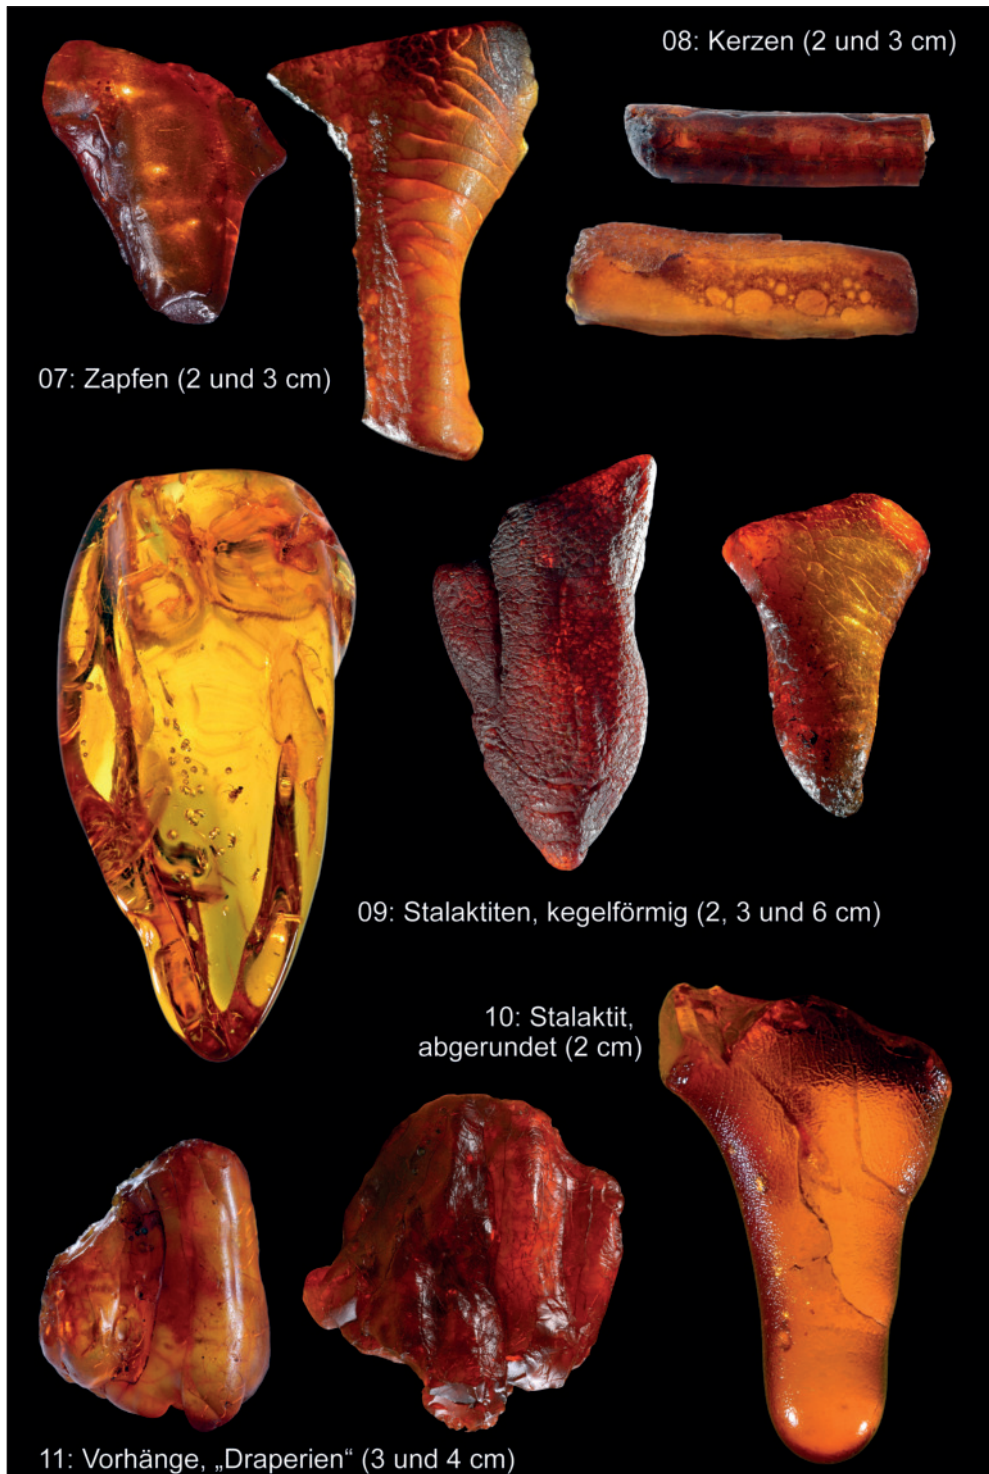 08: Kerzen (2 und 3 cm)
07: Zapfen (2 und 3 cm)
09: Stalaktiten, kegelförmig (2, 3 und 6 cm)
10: Stalaktit,
abgerundet (2 cm)
11: Vorhänge, „Draperien“ (3 und 4 cm)